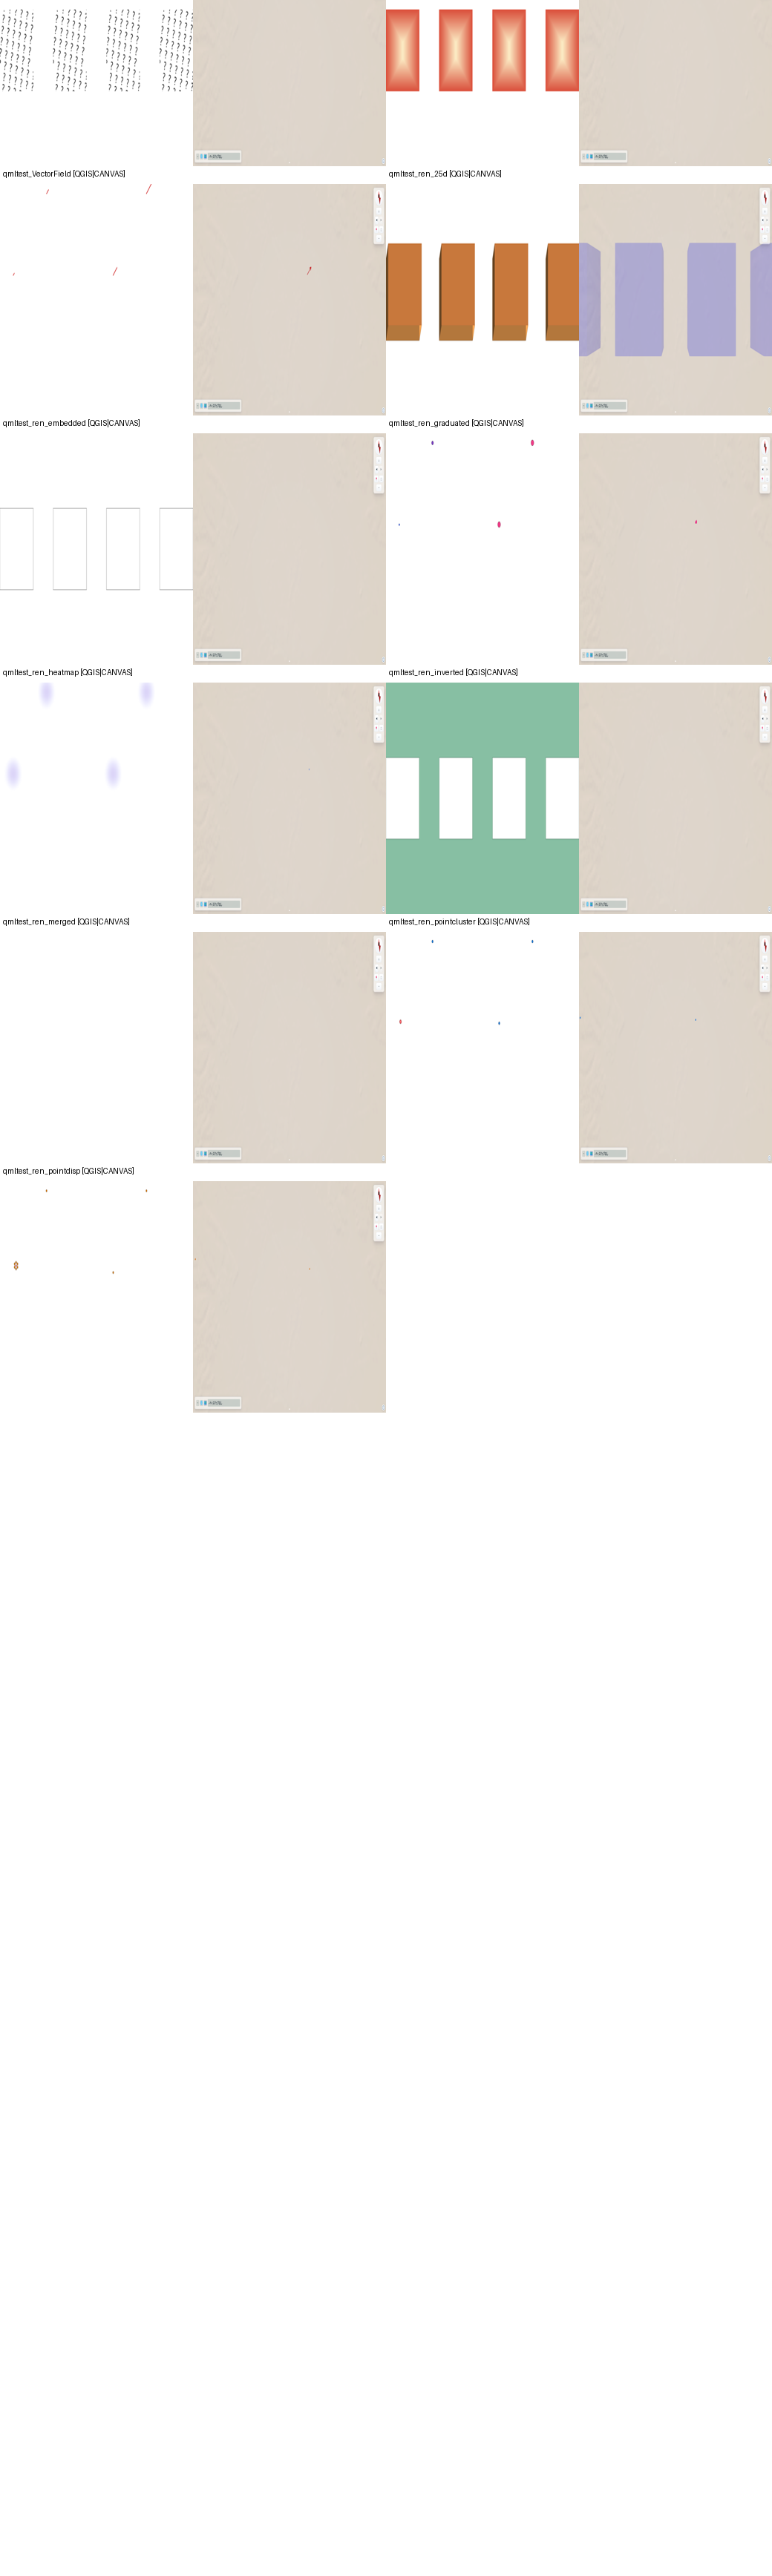 qmltest_VectorField [QGIS|CANVAS]
qmltest_ren_25d [QGIS|CANVAS]
qmltest_ren_embedded [QGIS|CANVAS]
qmltest_ren_graduated [QGIS|CANVAS]
qmltest_ren_heatmap [QGIS|CANVAS]
qmltest_ren_inverted [QGIS|CANVAS]
qmltest_ren_merged [QGIS|CANVAS]
qmltest_ren_pointcluster [QGIS|CANVAS]
qmltest_ren_pointdisp [QGIS|CANVAS]